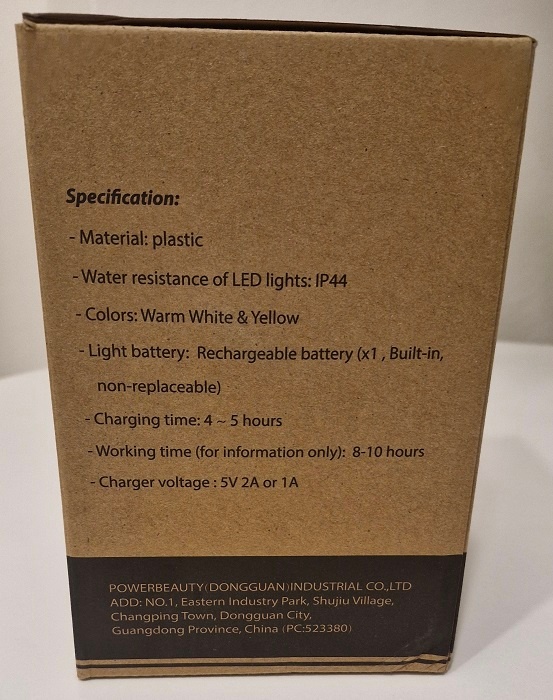 Specification:
- Material: plastic
- Water resistance of LED lights: IP44
- Colors: Warm White & Yellow
- Light battery: Rechargeable battery (x1 , Built-in,
non-replaceable)
- Charging time: 4 ~ 5 hours
- Working time (for information only): 8-10 hours
- Charger voltage : 5V 2A or 1A
POWERBEAUTY(DONGGUAN)INDUSTRIAL CO.,LTD
ADD: NO.1, Eastern Industry Park, Shujiu Village,
Changping Town, Dongguan City,
Guangdong Province, China (PC:523380)